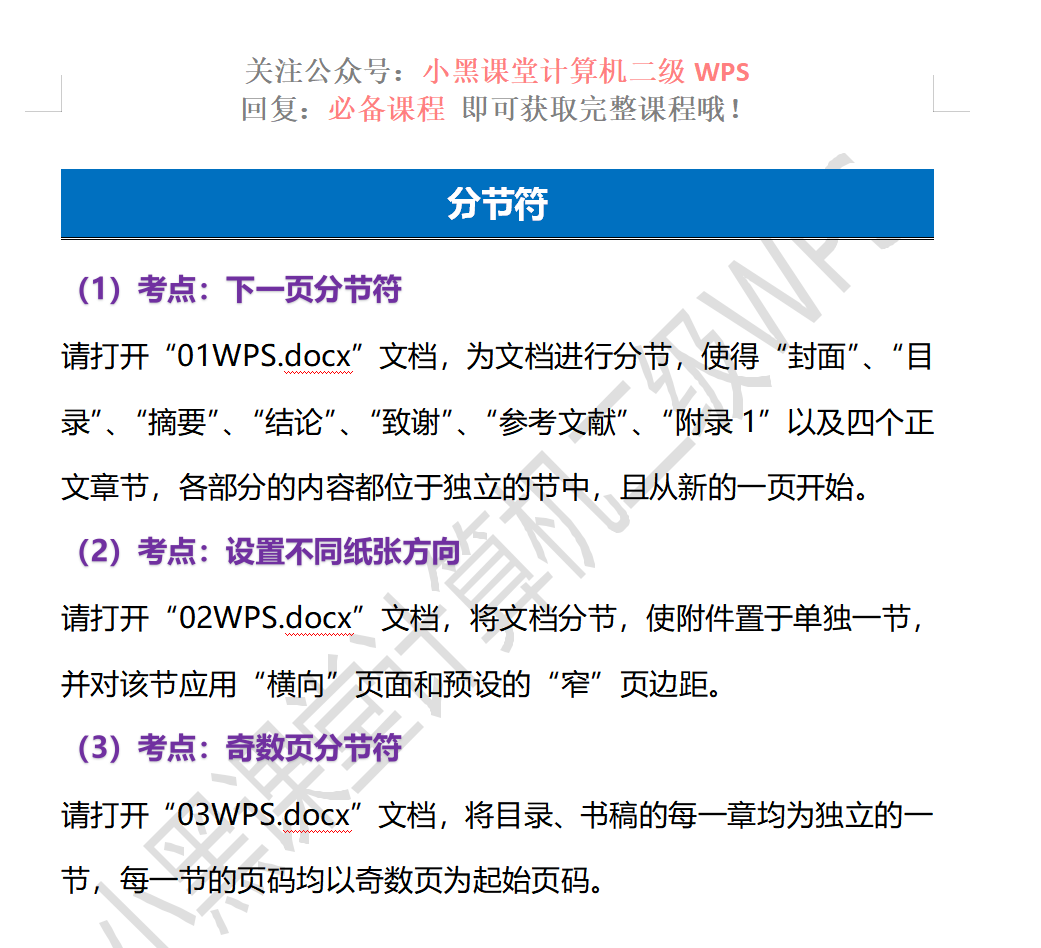 关注公众号：小黑课堂计算机二级 WPS
回复：必备课程 即可获取完整课程哦！
分节符
（1）考点：下一页分节符
请打开“01WPS.docx”文档，为文档进行分节，使得“封面”、“目
录”、“摘要”、“结论”、“致谢”、“参考文献”、“附录 1”以及四个正
文章节，各部分的内容都位于独立的节中，且从新的一页开始。
（2）考点：设置不同纸张方向
请打开“02WPS.docx”文档，将文档分节，使附件置于单独一节，
并对该节应用“横向”页面和预设的“窄”页边距。
（3）考点：奇数页分节符
请打开“03WPS.docx”文档，将目录、书稿的每一章均为独立的一
节，每一节的页码均以奇数页为起始页码。
小黑课堂计算机二级WPS